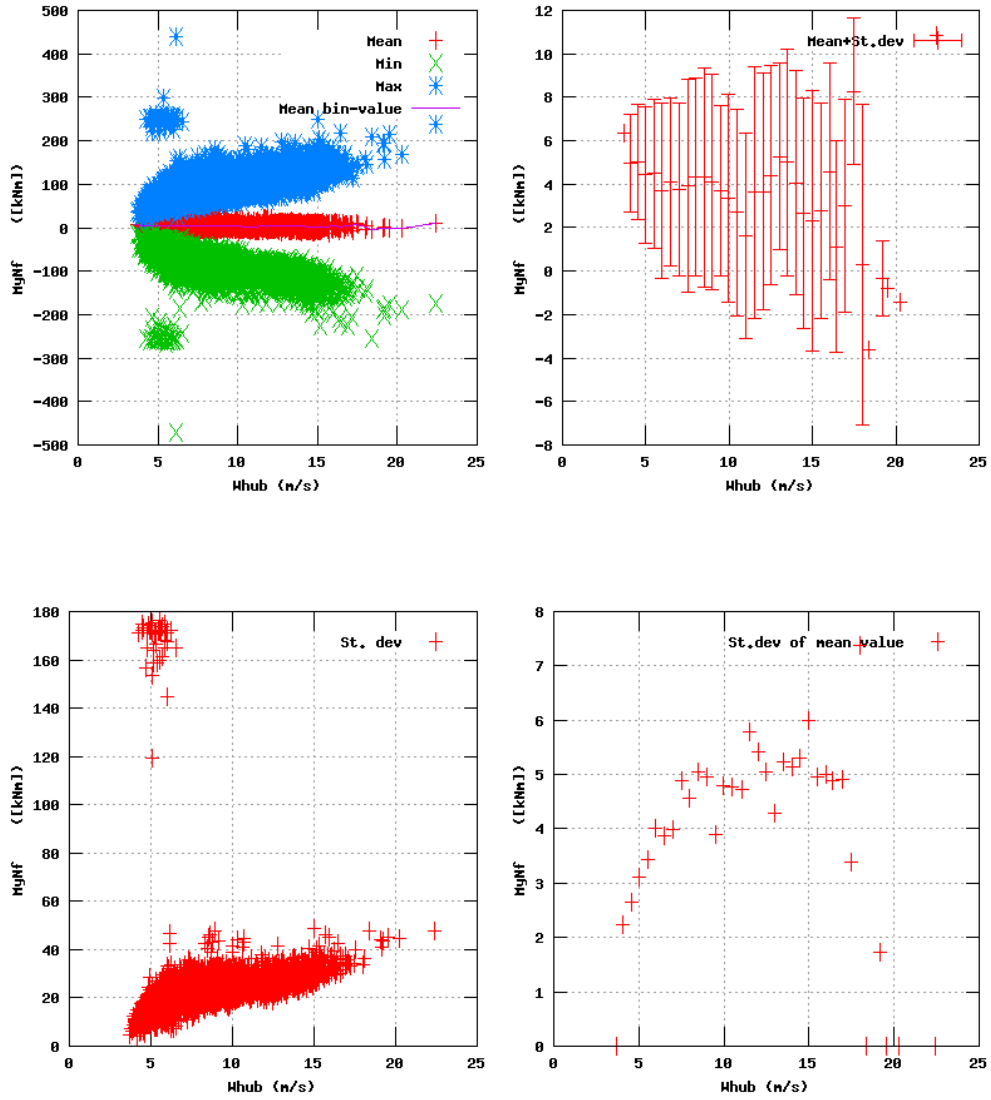 500
400
300
200
100
0
-100
-200
-300
-400
-500
MyNf ([kNm])
0 5 10 15 20 25
Whub (m/s)
Mean
Min
Max
Mean bin-value
12
10
8
6
4
2
0
-2
-4
-6
-8
MyNf ([kNm])
0 5 10 15 20 25
Whub (m/s)
Mean+St.dev
180
160
140
120
100
80
60
40
20
0
MyNf ([kNm])
0 5 10 15 20 25
Whub (m/s)
St. dev
8
7
6
5
4
3
2
1
0
MyNf ([kNm])
0 5 10 15 20 25
Whub (m/s)
St.dev of mean value